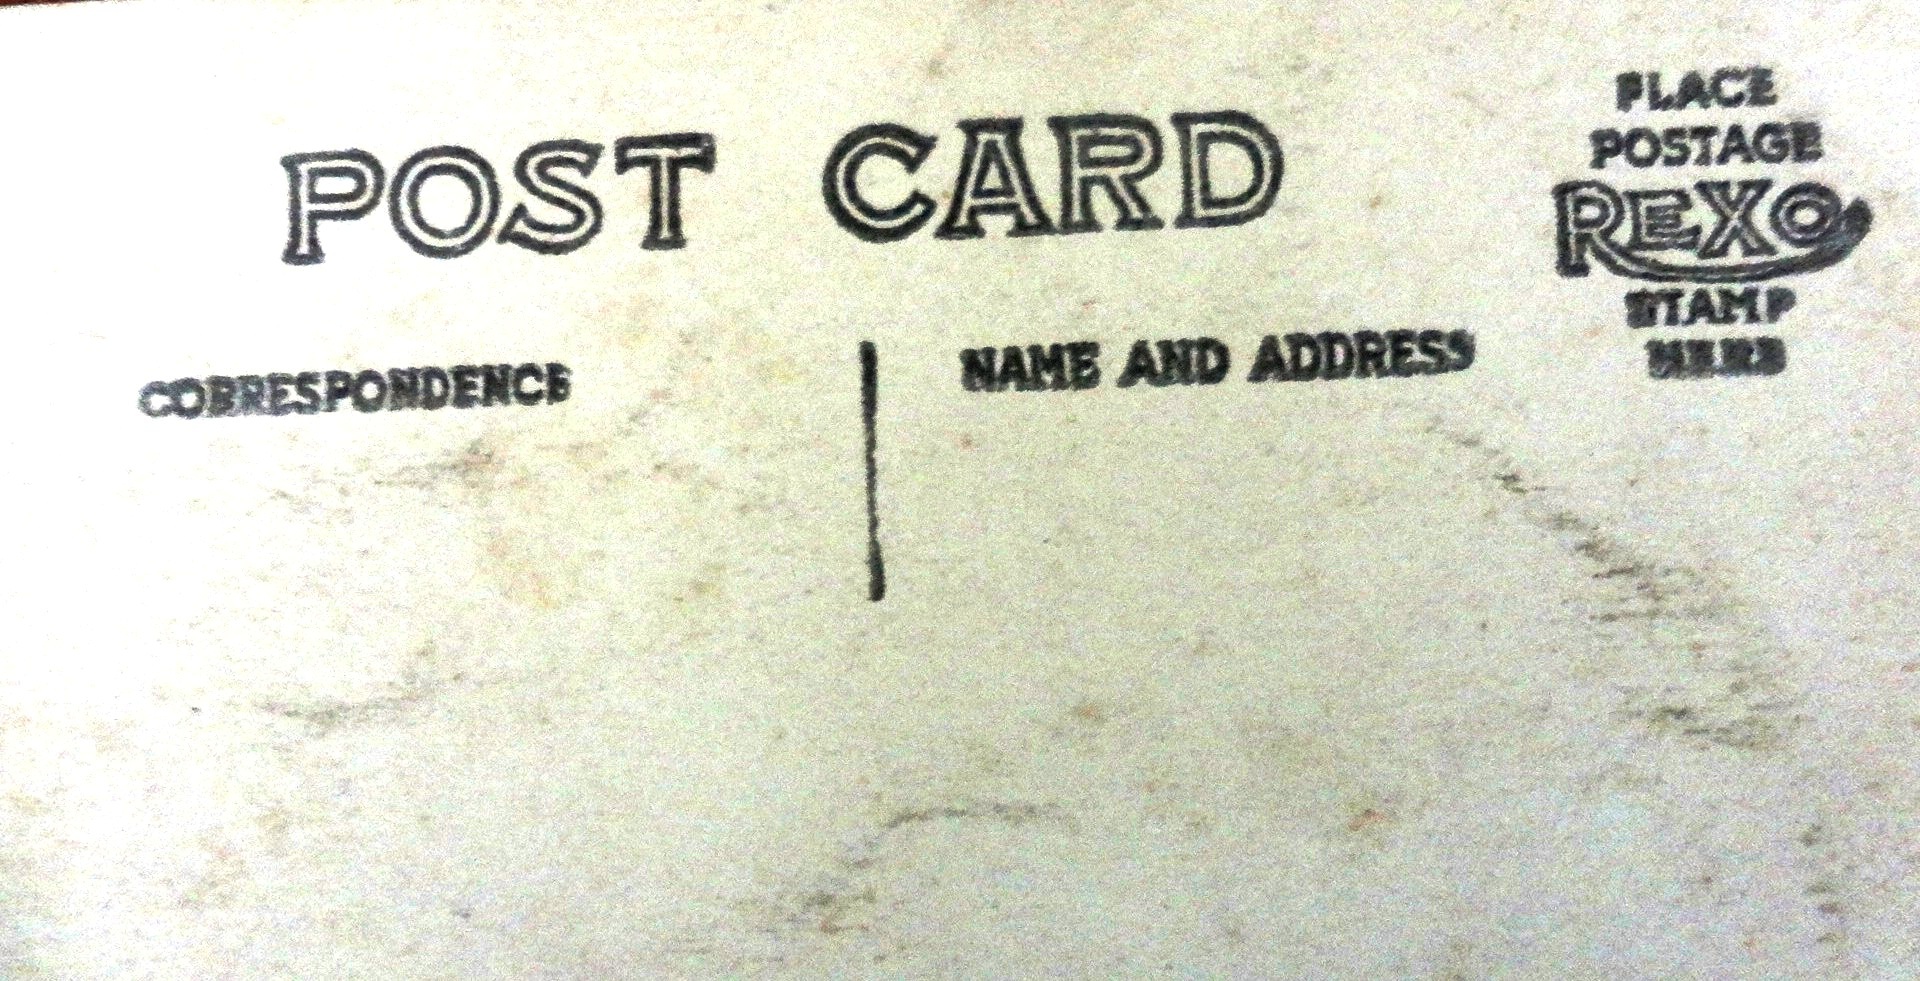 POST CARD
PLACE
POSTAGE
REXO
STAMP
HERE
CORRESPONDENCE
NAME AND ADDRESS